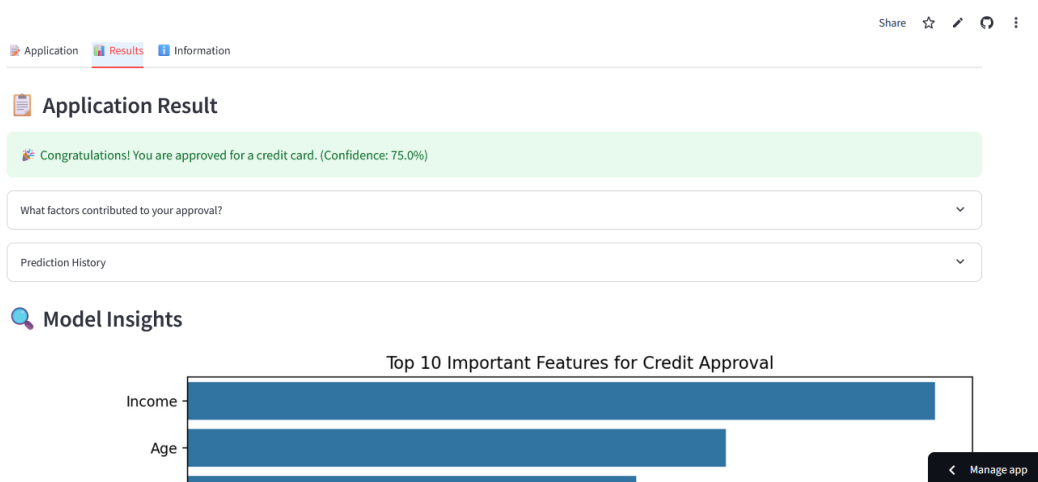 Share
Application Results Information
Application Result
Congratulations! You are approved for a credit card. (Confidence: 75.0%)
What factors contributed to your approval?
Prediction History
Model Insights
Top 10 Important Features for Credit Approval
Income
Age
Manage app